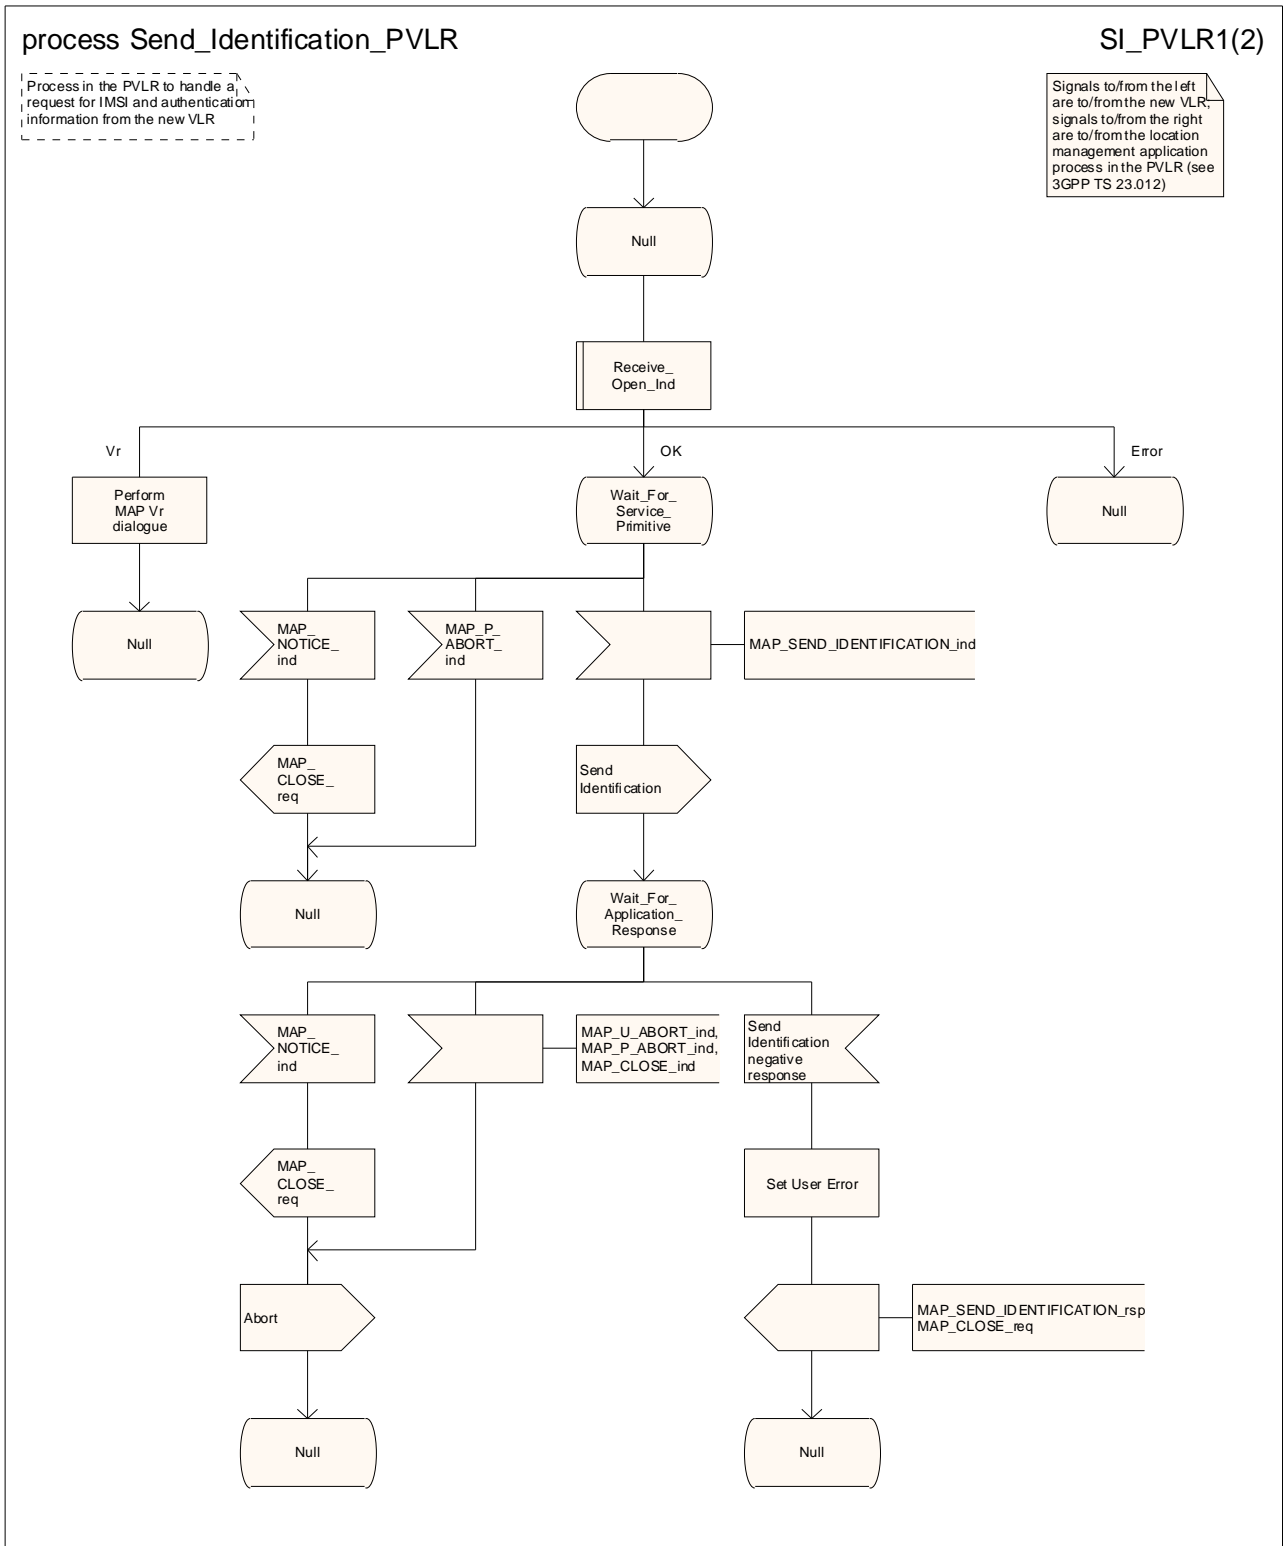 process Send_Identification_PVLR
SI_PVLR1(2)
Process in the PVLR to handle a
request for IMSI and authentication
information from the new VLR
Signals to/from the left
are to/from the new VLR;
signals to/from the right
are to/from the location
management application
process in the PVLR (see
3GPP TS 23.012)
Null
Receive_
Open_Ind
Vr
OK
Error
Perform
MAP Vr
dialogue
Wait_For_
Service_
Primitive
Null
Null
MAP_
NOTICE_
ind
MAP_P_
ABORT_
ind
MAP_SEND_IDENTIFICATION_ind
MAP_
CLOSE_
req
Send
Identification
Null
Wait_For_
Application_
Response
MAP_
NOTICE_
ind
MAP_U_ABORT_ind,
MAP_P_ABORT_ind,
MAP_CLOSE_ind
Send
Identification
negative
response
MAP_
CLOSE_
req
Set User Error
Abort
MAP_SEND_IDENTIFICATION_rsp
MAP_CLOSE_req
Null
Null